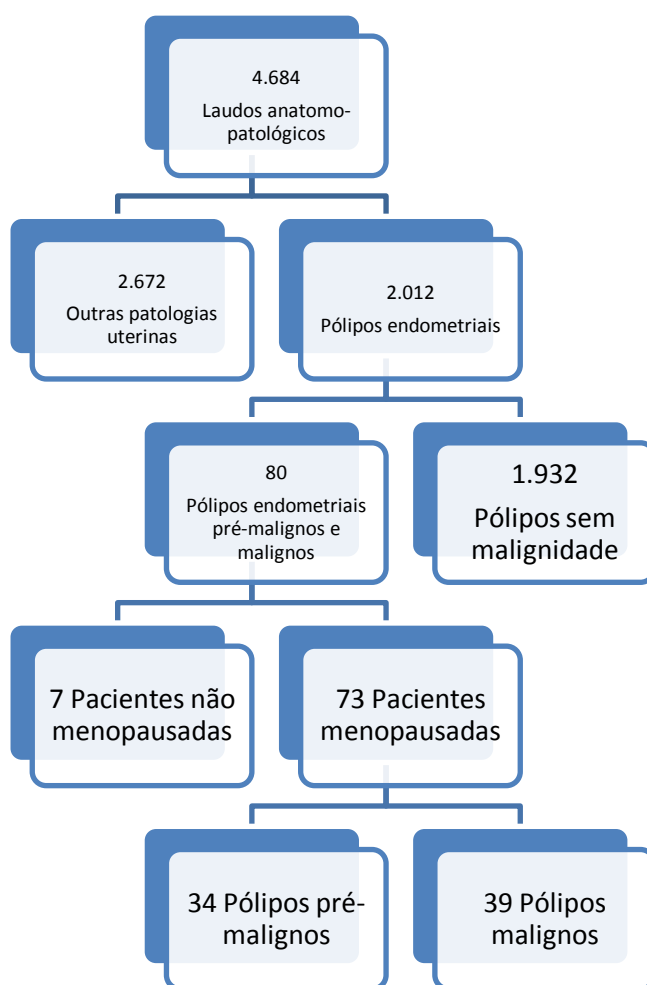 4.684
Laudos anatomo-
patológicos
2.672
Outras patologias
uterinas
2.012
Pólipos endometriais
80
Pólipos endometriais
pré-malignos e
malignos
1.932
Pólipos sem
malignidade
7 Pacientes não
menopausadas
73 Pacientes
menopausadas
34 Pólipos pré-
malignos
39 Pólipos
malignos